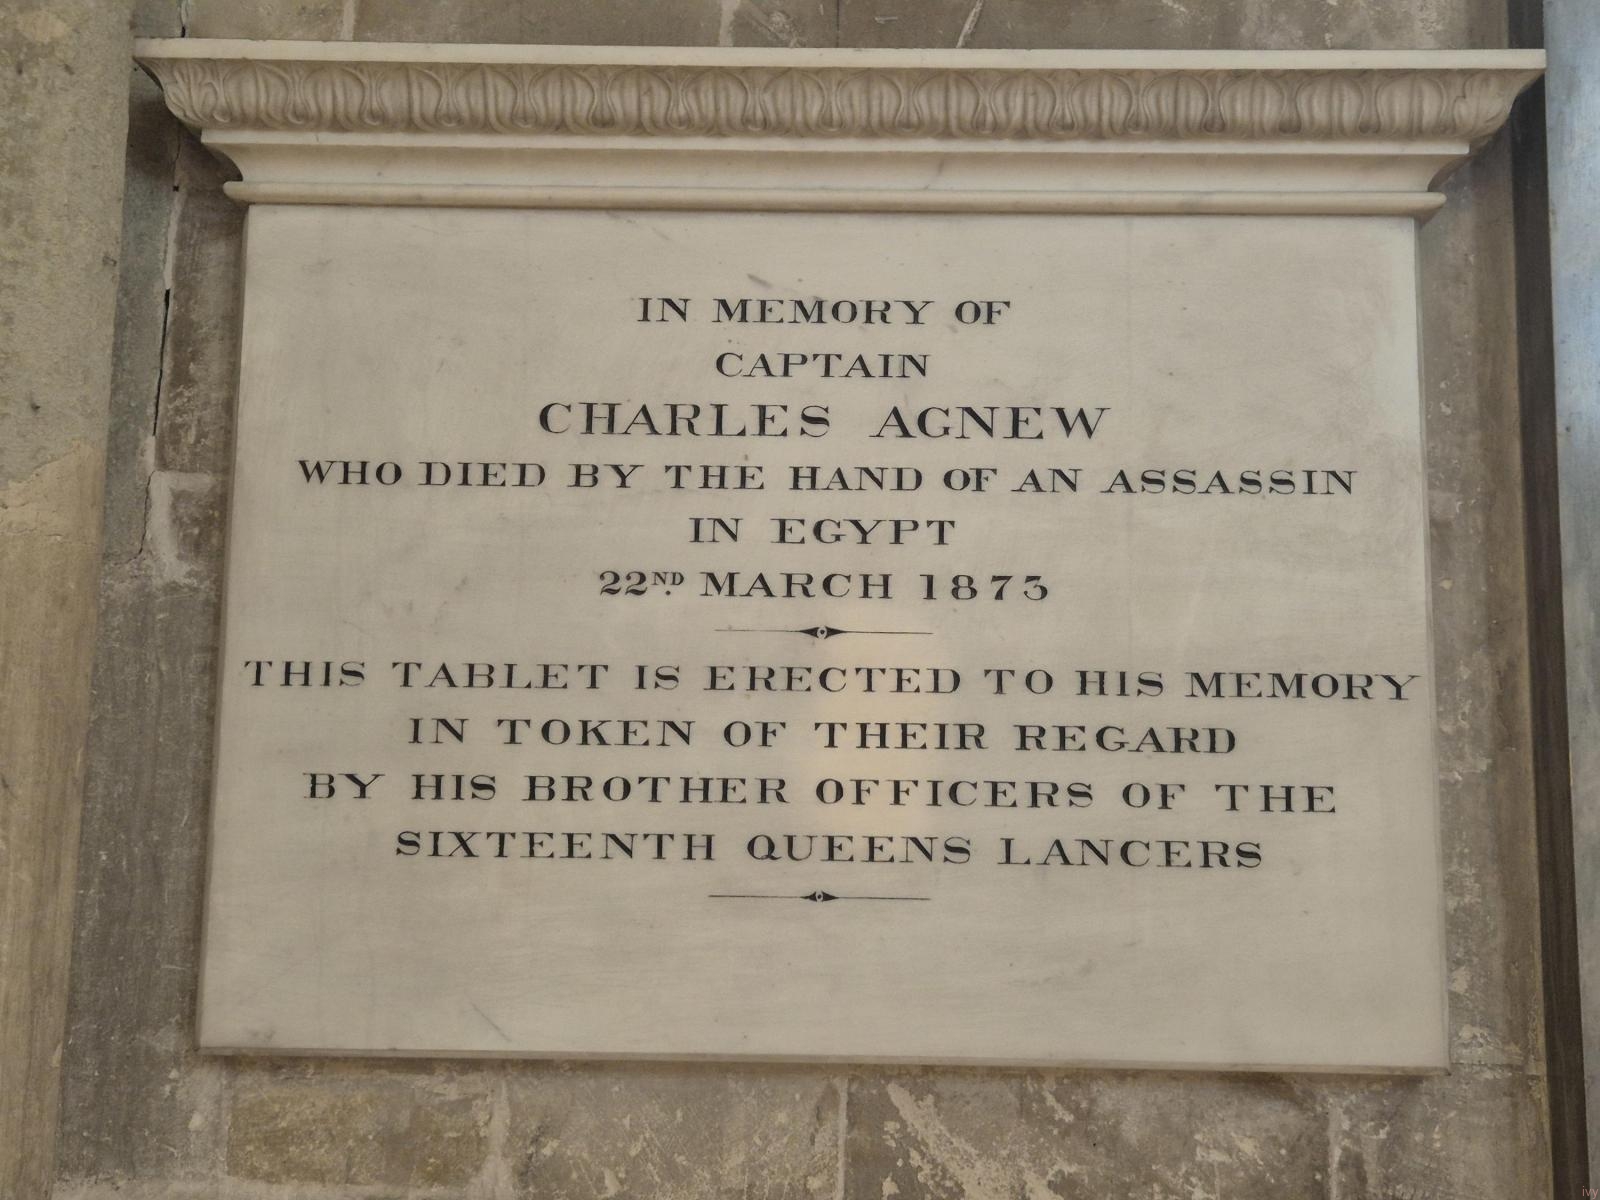 IN MEMORY OF
CAPTAIN
CHARLES AGNEW
WHO DIED BY THE HAND OF AN ASSASSIN
IN EGYPT
22ND MARCH 1873
THIS TABLET IS ERECTED TO HIS MEMORY
IN TOKEN OF THEIR REGARD
BY HIS BROTHER OFFICERS OF THE
SIXTEENTH QUEENS LANCERS
ivy